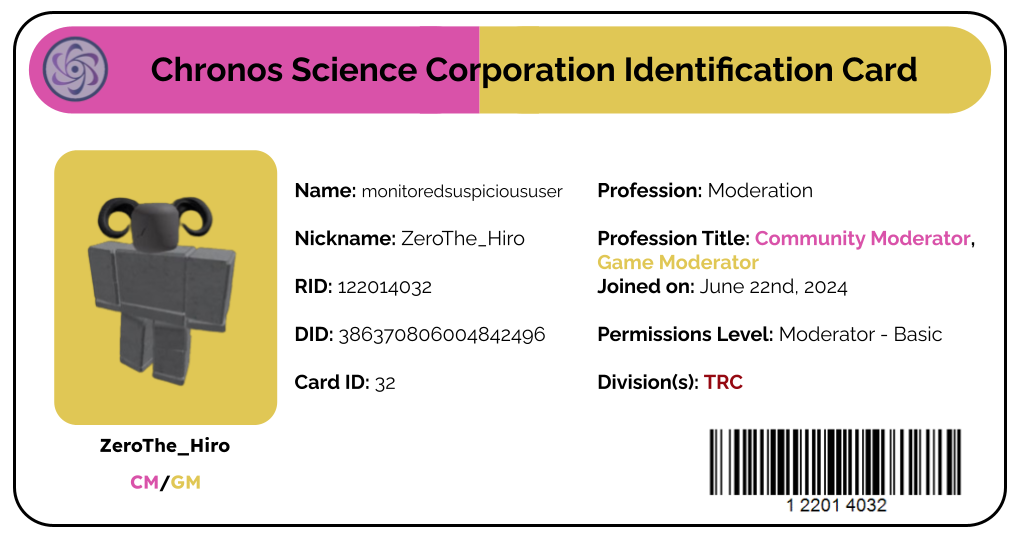 Chronos Science Corporation Identification Card
Name: monitoredsuspicioususer
Nickname: ZeroThe_Hiro
RID: 122014032
DID: 386370806004842496
Card ID: 32
Profession: Moderation
Profession Title: Community Moderator,
Game Moderator
Joined on: June 22nd, 2024
Permissions Level: Moderator - Basic
Division(s): TRC
ZeroThe_Hiro
CM/GM
1 2201 4032